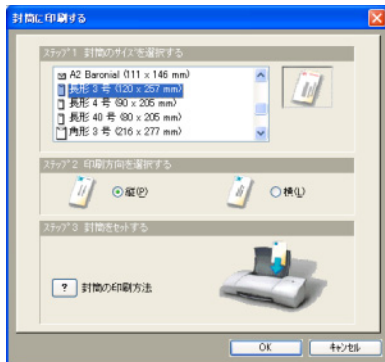 封筒に印刷する
ステップ1 封筒のサイズを選択する
A2 Baronial (111 x 146 mm)
長形 3 号 (120 x 257 mm)
長形 4 号 (90 x 205 mm)
長形 40 号 (80 x 205 mm)
角形 3 号 (216 x 277 mm)
ステップ2 印刷方向を選択する
縦(P)
横(L)
ステップ3 封筒をセットする
? 封筒の印刷方法
OK
キャンセル